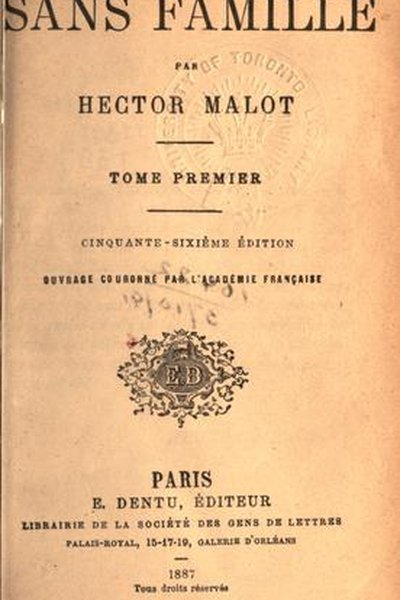 SANS FAMILLE
PAR
HECTOR MALOT
TOME PREMIER
CINQUANTE-SIXIÈME ÉDITION
OUVRAGE COURONNÉ PAR L'ACADÉMIE FRANÇAISE
E.D
PARIS
E. DENTU, ÉDITEUR
LIBRAIRIE DE LA SOCIÉTÉ DES GENS DE LETTRES
PALAIS-ROYAL, 15-17-19, GALERIE D'ORLÉANS
1887
Tous droits réservés